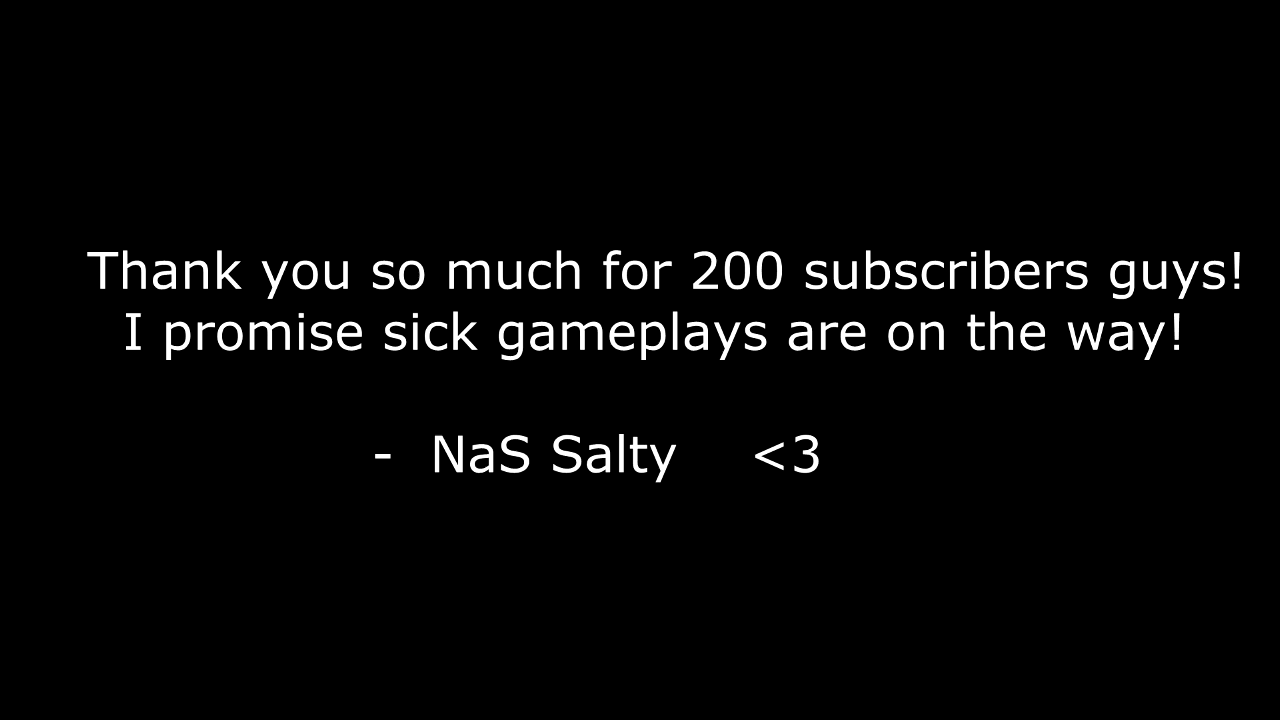 Thank you so much for 200 subscribers guys!
I promise sick gameplays are on the way!
- NaS Salty <3